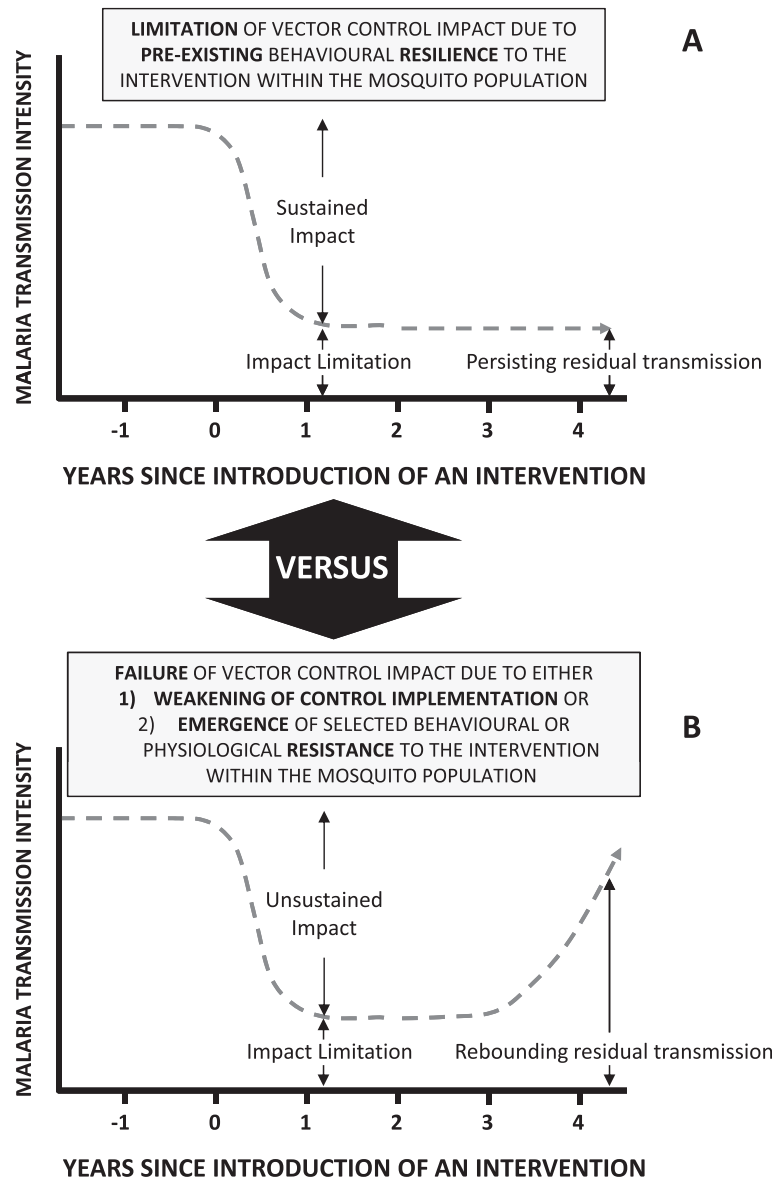 LIMITATION OF VECTOR CONTROL IMPACT DUE TO
PRE-EXISTING BEHAVIOURAL RESILIENCE TO THE
INTERVENTION WITHIN THE MOSQUITO POPULATION
A
MALARIA TRANSMISSION INTENSITY
Sustained
Impact
Impact Limitation
Persisting residual transmission
-1 0 1 2 3 4
YEARS SINCE INTRODUCTION OF AN INTERVENTION
VERSUS
FAILURE OF VECTOR CONTROL IMPACT DUE TO EITHER
1) WEAKENING OF CONTROL IMPLEMENTATION OR
2) EMERGENCE OF SELECTED BEHAVIOURAL OR
PHYSIOLOGICAL RESISTANCE TO THE INTERVENTION
WITHIN THE MOSQUITO POPULATION
B
MALARIA TRANSMISSION INTENSITY
Unsustained
Impact
Impact Limitation
Rebounding residual transmission
-1 0 1 2 3 4
YEARS SINCE INTRODUCTION OF AN INTERVENTION